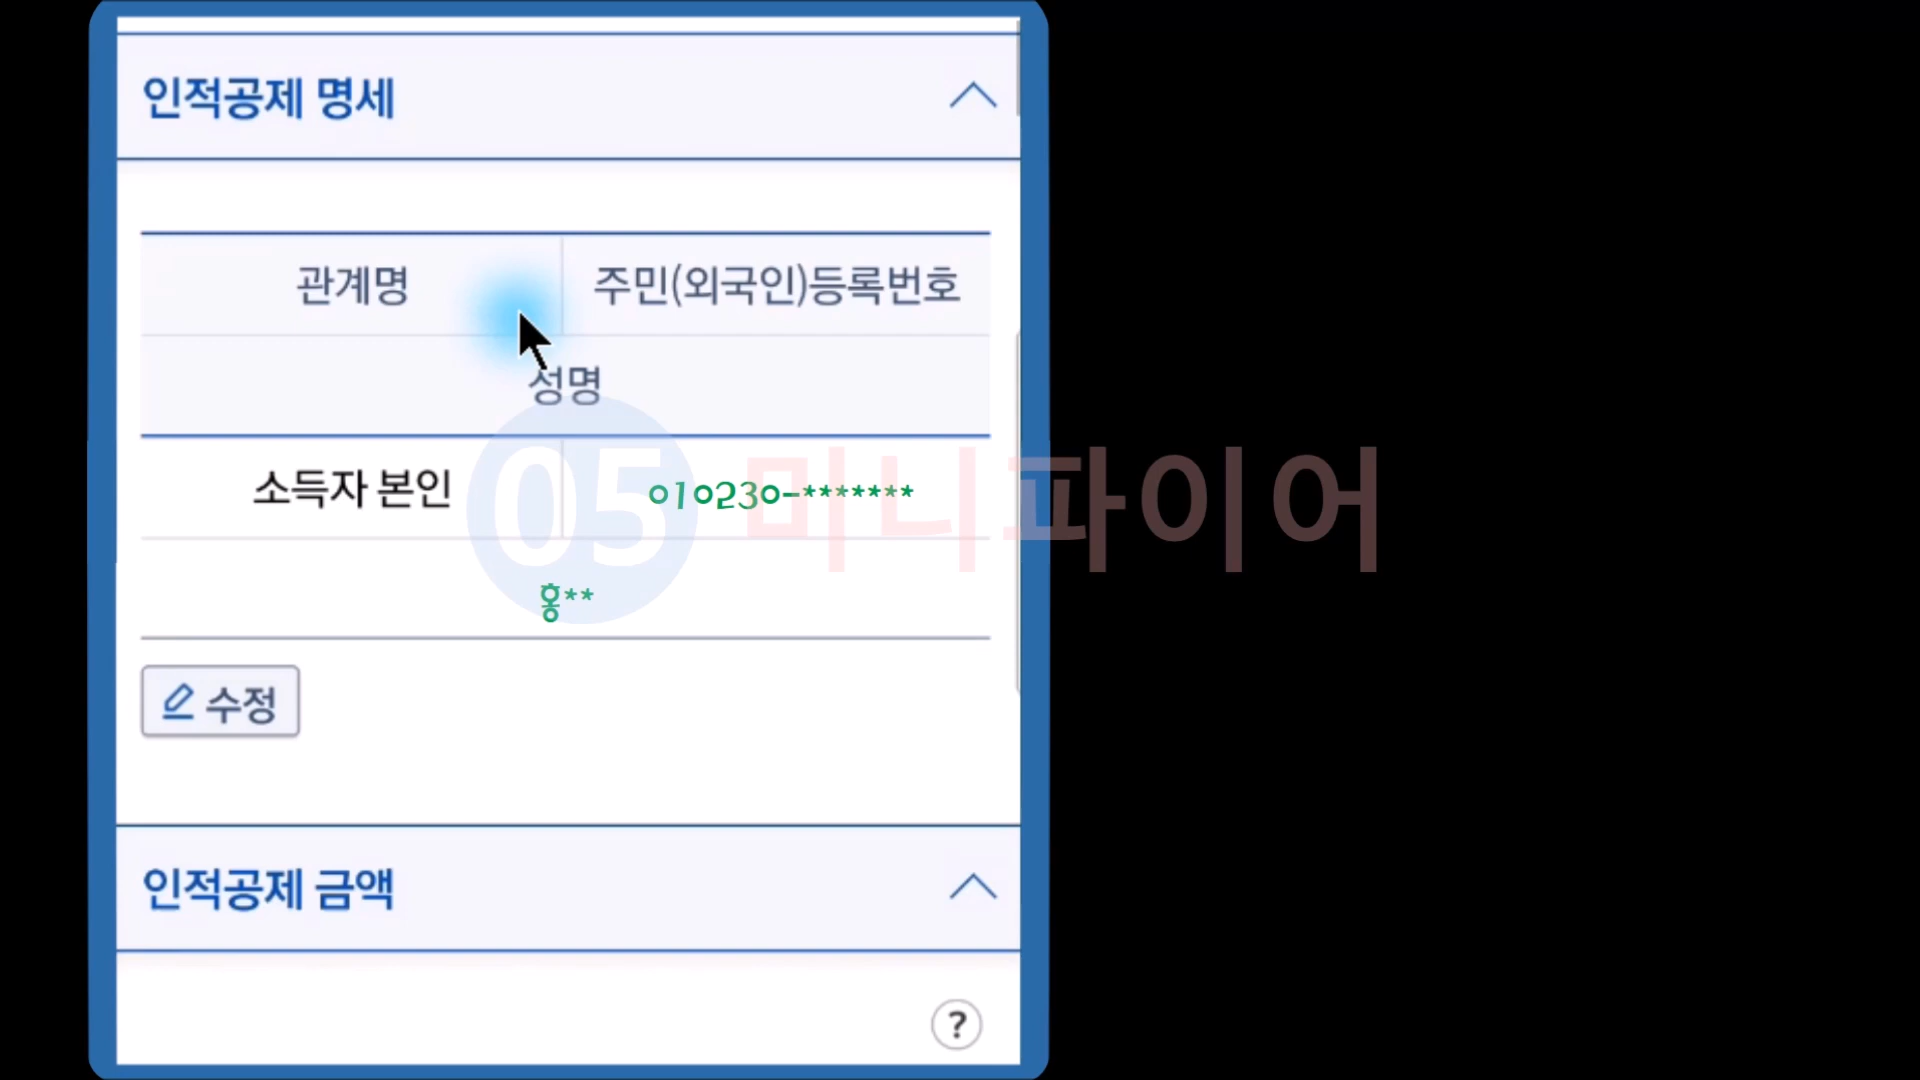 인적공제 명세
관계명
주민(외국인)등록번호
성명
소득자 본인
010230-*******
홍**
05 미니파이어
수정
인적공제 금액
?